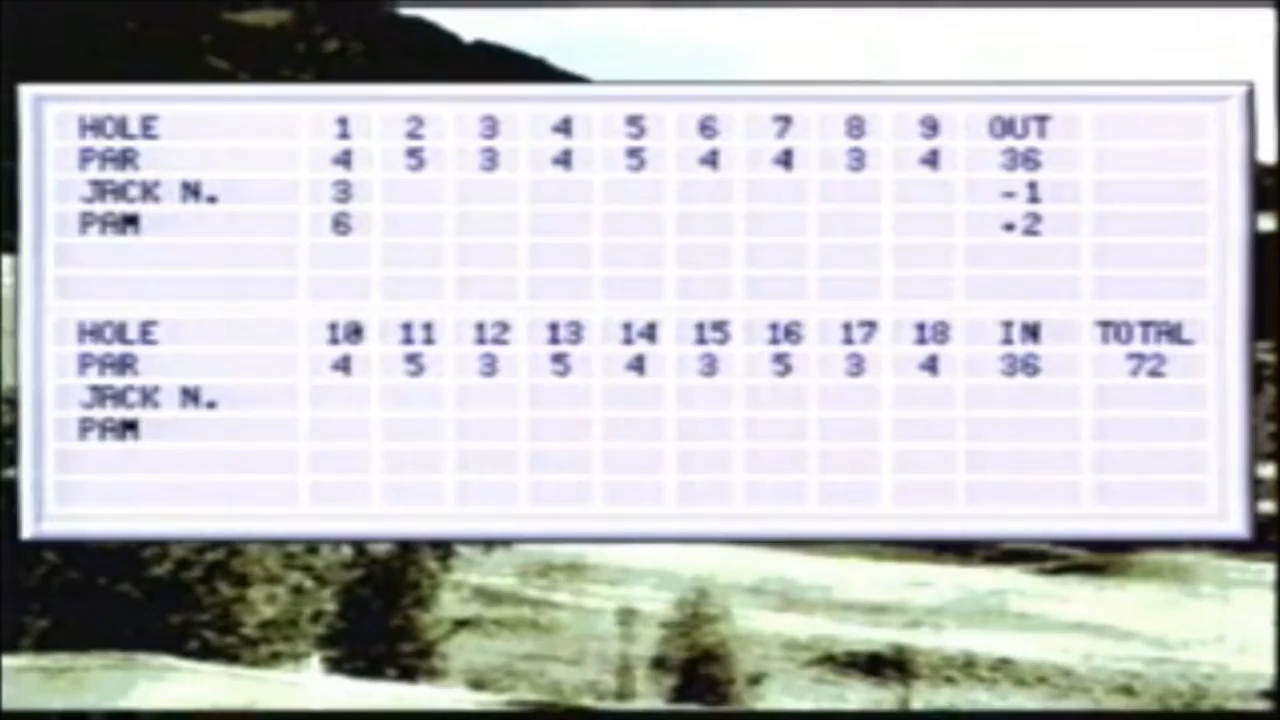 HOLE 1 2 3 4 5 6 7 8 9 OUT
PAR 4 5 3 4 5 4 4 3 4 36
JACK N. 3 -1
PAM 6 +2
HOLE 10 11 12 13 14 15 16 17 18 IN TOTAL
PAR 4 5 3 5 4 3 5 3 4 36 72
JACK N.
PAM